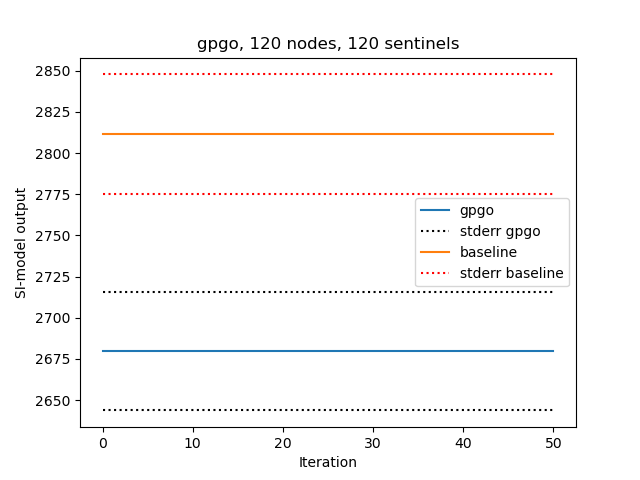 gpgo, 120 nodes, 120 sentinels
2850
2825
2800
2775
2750
2725
2700
2675
2650
SI-model output
gpgo
stderr gpgo
baseline
stderr baseline
0 10 20 30 40 50
Iteration